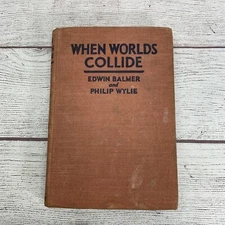 WHEN WORLDS
COLLIDE
EDWIN BALMER
and
PHILIP WYLIE